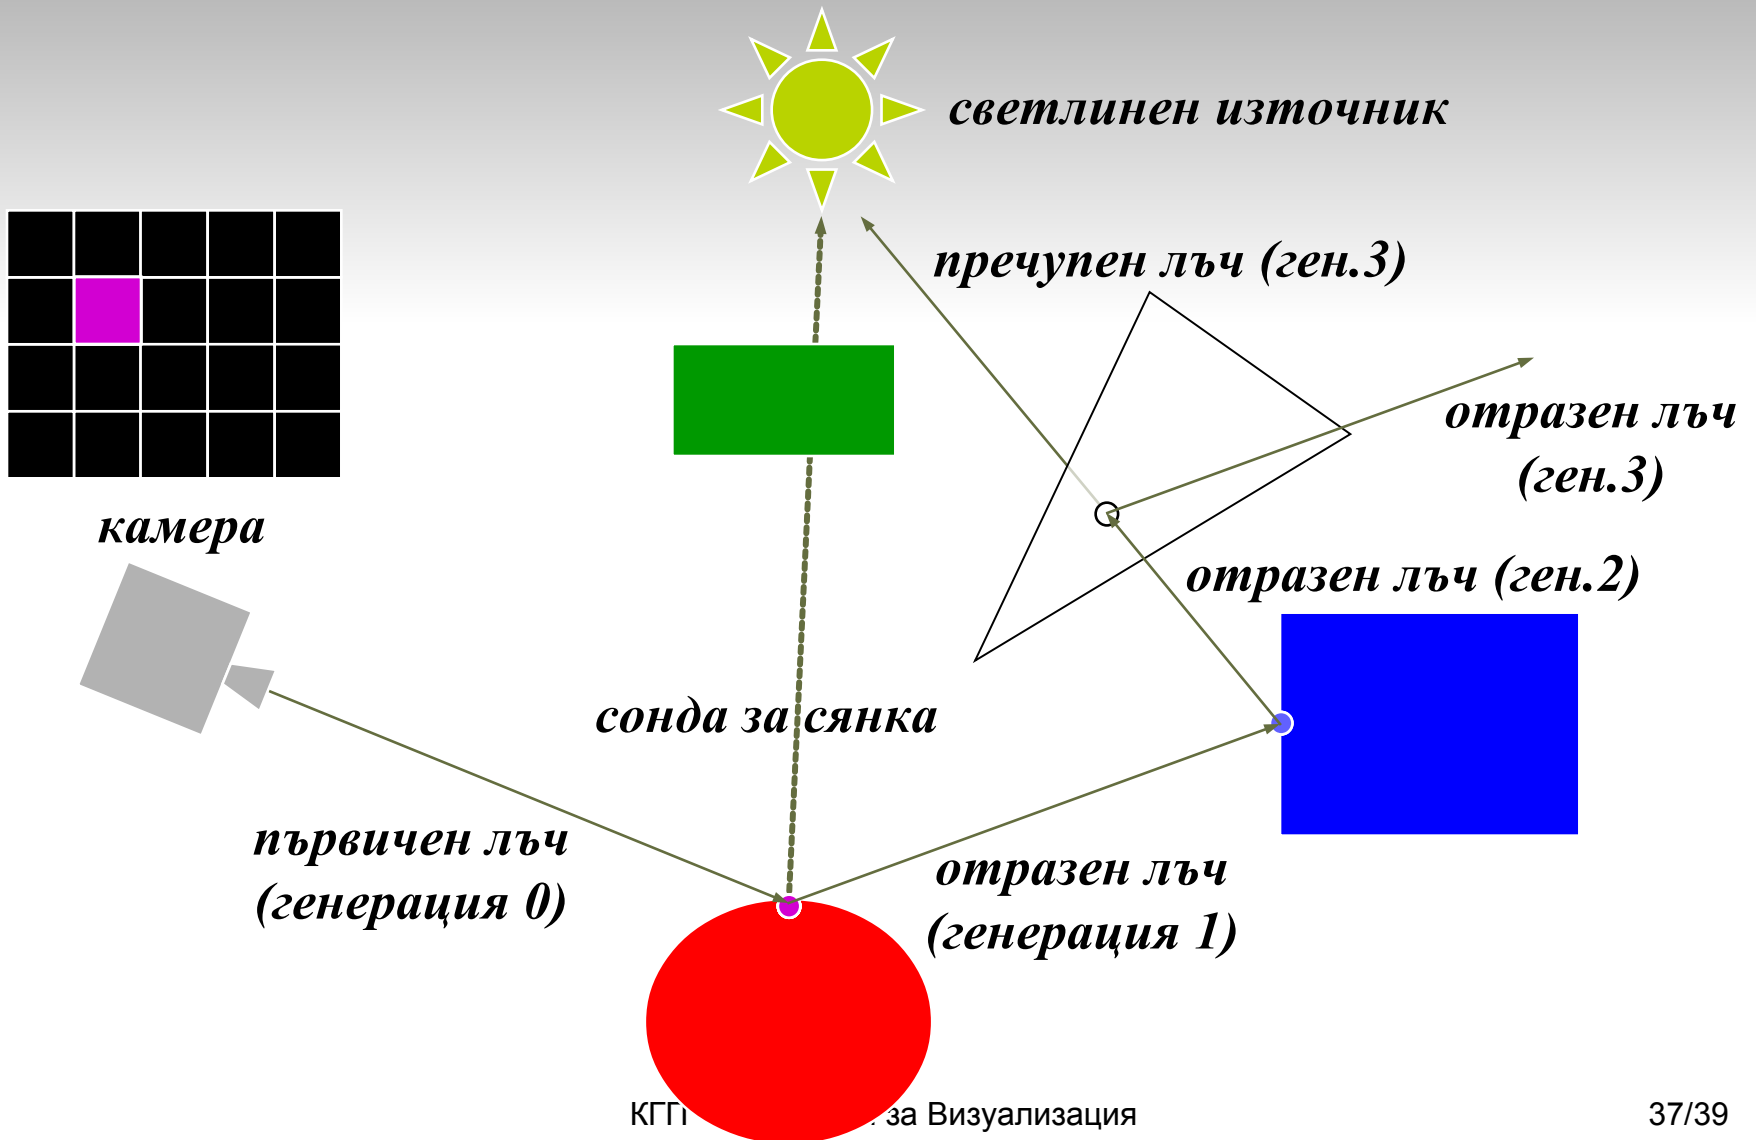 светлинен източник
пречупен лъч (ген.3)
отразен лъч
(ген.3)
камера
отразен лъч (ген.2)
сонда за сянка
първичен лъч
(генерация 0)
отразен лъч
(генерация 1)
за Визуализация
37/39